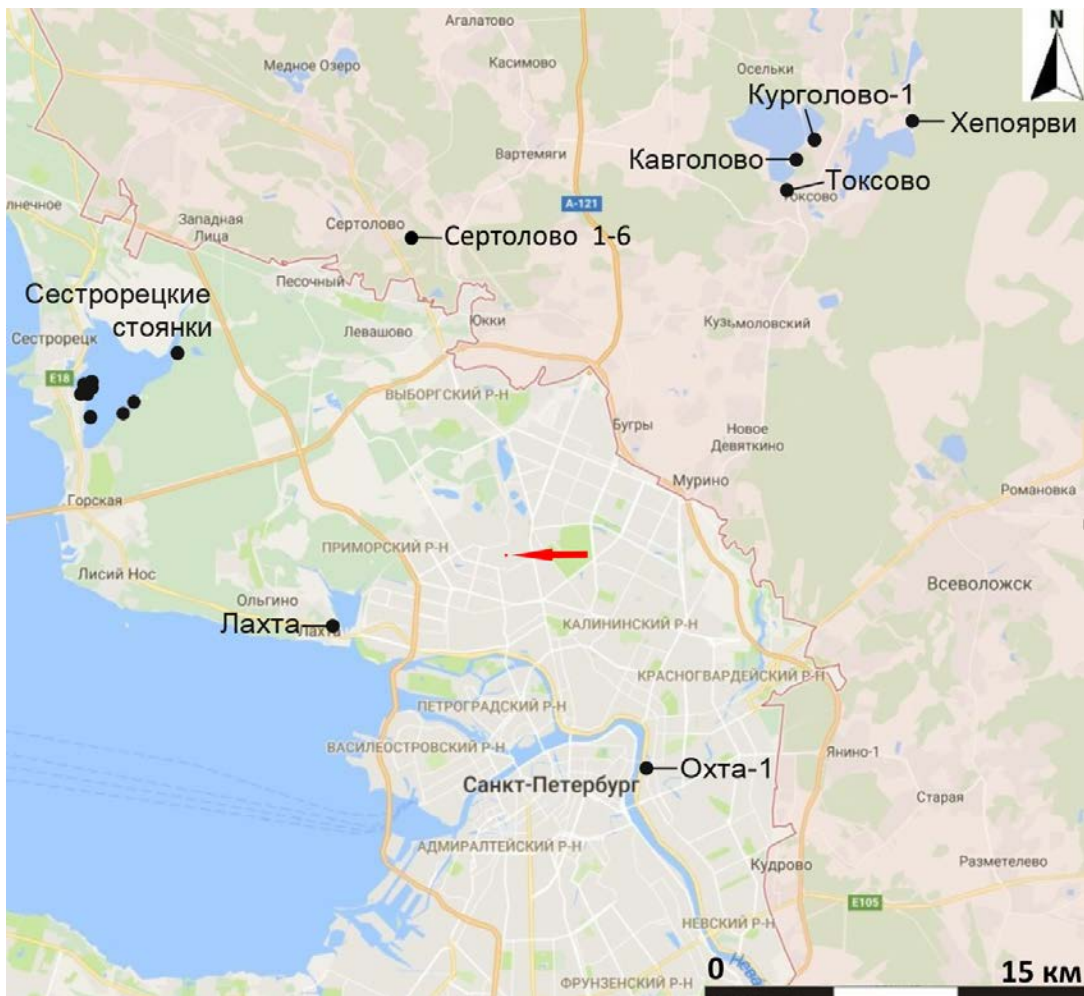 Агалатово
N
Медное Озеро
Касимово
Осельки
Курголово-1
Хепоярви
Вартемяги
Кавголово
Токсово
Токсово
А-121
лнечное
Западная
Лица
Сертолово
Сертолово 1-6
Песочный
Сестрорецкие
стоянки
Юкки
Левашово
Кузьмоловский
Сестрорецк
E18
ВЫБОРГСКИЙ Р-Н
Бугры
Новое
Девяткино
Мурино
Горская
Романовка
ПРИМОРСКИЙ Р-Н
Лисий Нос
Всеволожск
Ольгино
Лахта
Лахта
КАЛИНИНСКИЙ Р-Н
КРАСНОГВАРДЕЙСКИЙ Р-Н
ПЕТРОГРАДСКИЙ Р-Н
ВАСИЛЕОСТРОВСКИЙ Р-Н
Янино-1
Охта-1
Санкт-Петербург
Старая
АДМИРАЛТЕЙСКИЙ Р-Н
Кудрово
Разметелево
E105
НЕВСКИЙ Р-Н
Нева
0
15 км
ФРУНЗЕНСКИЙ Р-Н